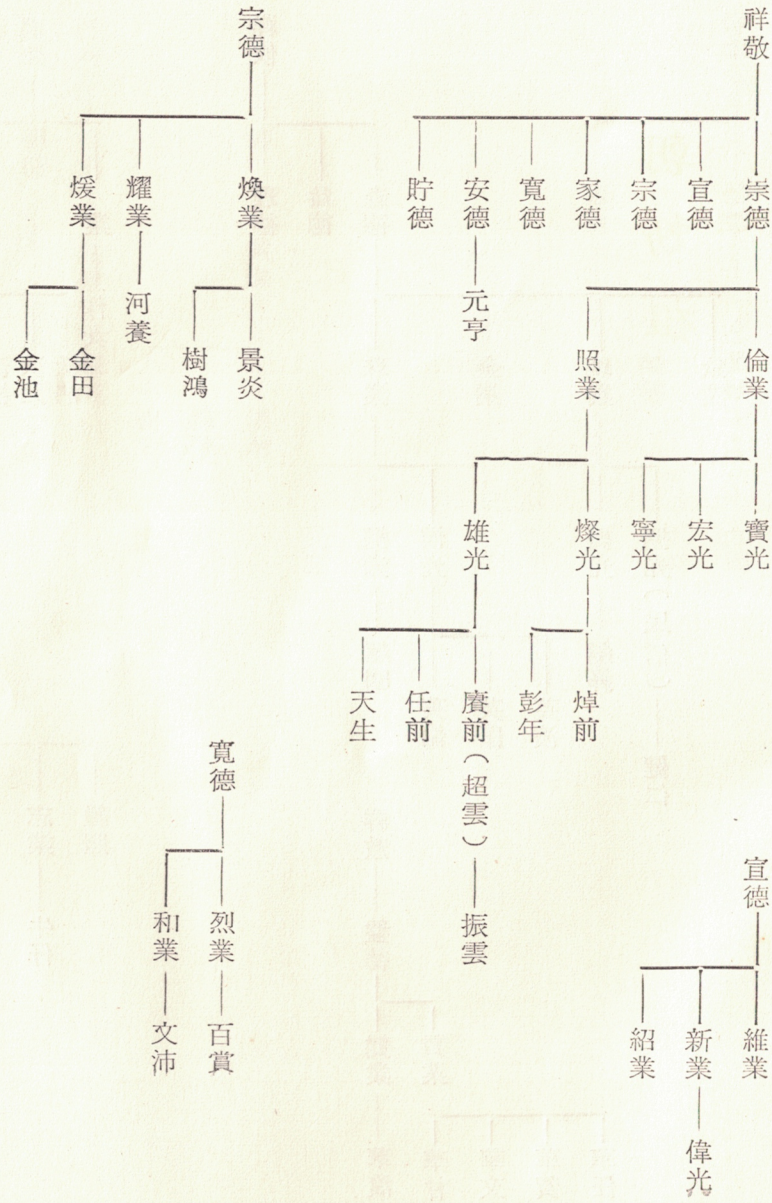 祥敬
崇德
宣德
宗德
家德
寬德
安德
貯德
元亨
倫業
照業
寶光
宏光
寧光
燦光
雄光
焯前
彭年
賡前（超雲）
振雲
任前
天生
宣德
維業
新業
紹業
偉光
宗德
煥業
耀業
煖業
景炎
樹鴻
河養
金田
金池
寬德
烈業
和業
百賞
文沛